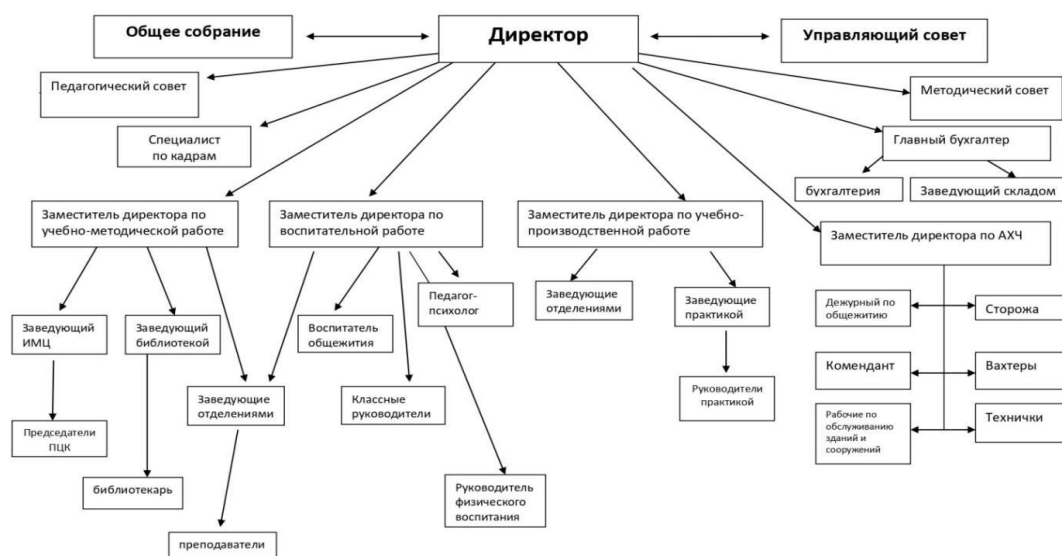 Общее собрание
Директор
Управляющий совет
Педагогический совет
Методический совет
Специалист
по кадрам
Главный бухгалтер
бухгалтерия
Заведующий складом
Заместитель директора по
учебно-методической работе
Заместитель директора по
воспитательной работе
Заместитель директора по учебно-
производственной работе
Заместитель директора по АХЧ
Заведующий
ИМЦ
Заведующий
библиотекой
Воспитатель
общежития
Педагог-
психолог
Заведующие
отделениями
Заведующие
практикой
Дежурный по
общежитию
Сторожа
Заведующие
отделениями
Классные
руководители
Руководители
практикой
Комендант
Вахтеры
Председатели
ПЦК
Рабочие по
обслуживанию
зданий и
сооружений
Технички
библиотекарь
Руководитель
физического
воспитания
преподаватели